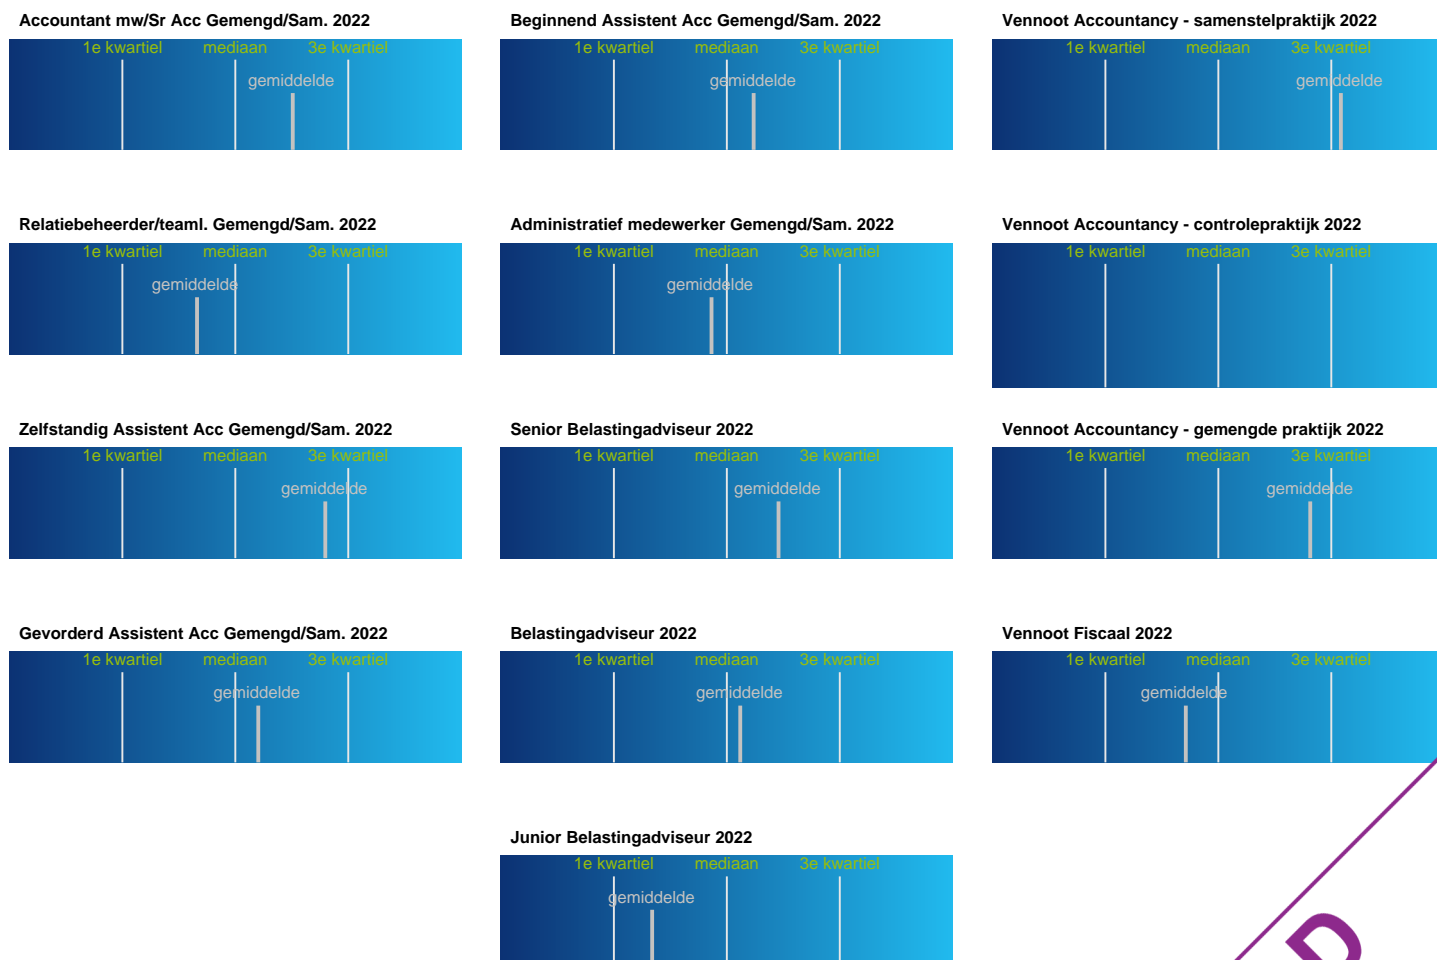 Accountant mw/Sr Acc Gemengd/Sam. 2022
1e kwartiel mediaan 3e kwartiel
gemiddelde
Beginnend Assistent Acc Gemengd/Sam. 2022
1e kwartiel mediaan 3e kwartiel
gemiddelde
Vennoot Accountancy - samenstelpraktijk 2022
1e kwartiel mediaan 3e kwartiel
gemiddelde
Relatiebeheerder/teaml. Gemengd/Sam. 2022
1e kwartiel mediaan 3e kwartiel
gemiddelde
Administratief medewerker Gemengd/Sam. 2022
1e kwartiel mediaan 3e kwartiel
gemiddelde
Vennoot Accountancy - controlepraktijk 2022
1e kwartiel mediaan 3e kwartiel
Zelfstandig Assistent Acc Gemengd/Sam. 2022
1e kwartiel mediaan 3e kwartiel
gemiddelde
Senior Belastingadviseur 2022
1e kwartiel mediaan 3e kwartiel
gemiddelde
Vennoot Accountancy - gemengde praktijk 2022
1e kwartiel mediaan 3e kwartiel
gemiddelde
Gevorderd Assistent Acc Gemengd/Sam. 2022
1e kwartiel mediaan 3e kwartiel
gemiddelde
Belastingadviseur 2022
1e kwartiel mediaan 3e kwartiel
gemiddelde
Vennoot Fiscaal 2022
1e kwartiel mediaan 3e kwartiel
gemiddelde
Junior Belastingadviseur 2022
1e kwartiel mediaan 3e kwartiel
gemiddelde
D